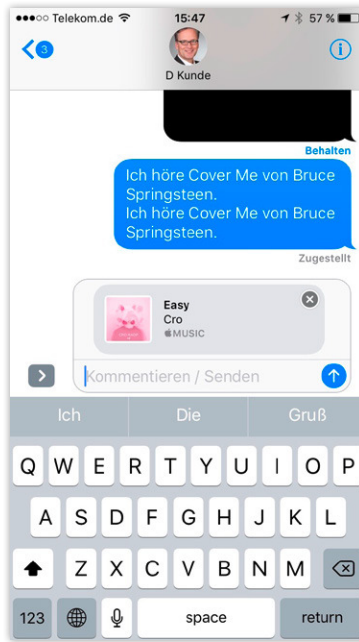 Telekom.de 15:47 57 %
3
D Kunde
i
Behalten
Ich höre Cover Me von Bruce
Springsteen.
Ich höre Cover Me von Bruce
Springsteen.
Zugestellt
Easy
Cro
MUSIC
Kommentieren / Senden
Ich Die Gruß
Q W E R T Y U I O P
A S D F G H J K L
Z X C V B N M
123 space return